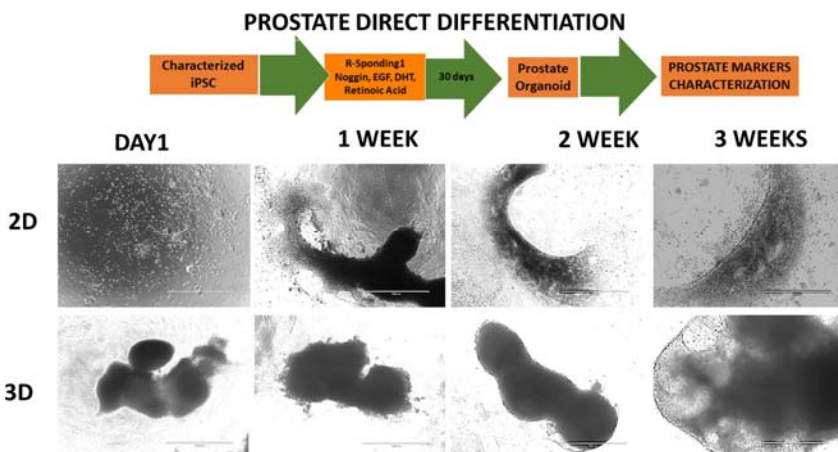 PROSTATE DIRECT DIFFERENTIATION
Characterized
iPSC
R-Sponding1
Noggin, EGF, DHT,
Retinoic Acid
30 days
Prostate
Organoid
PROSTATE MARKERS
CHARACTERIZATION
DAY1
1 WEEK
2 WEEK
3 WEEKS
2D
3D